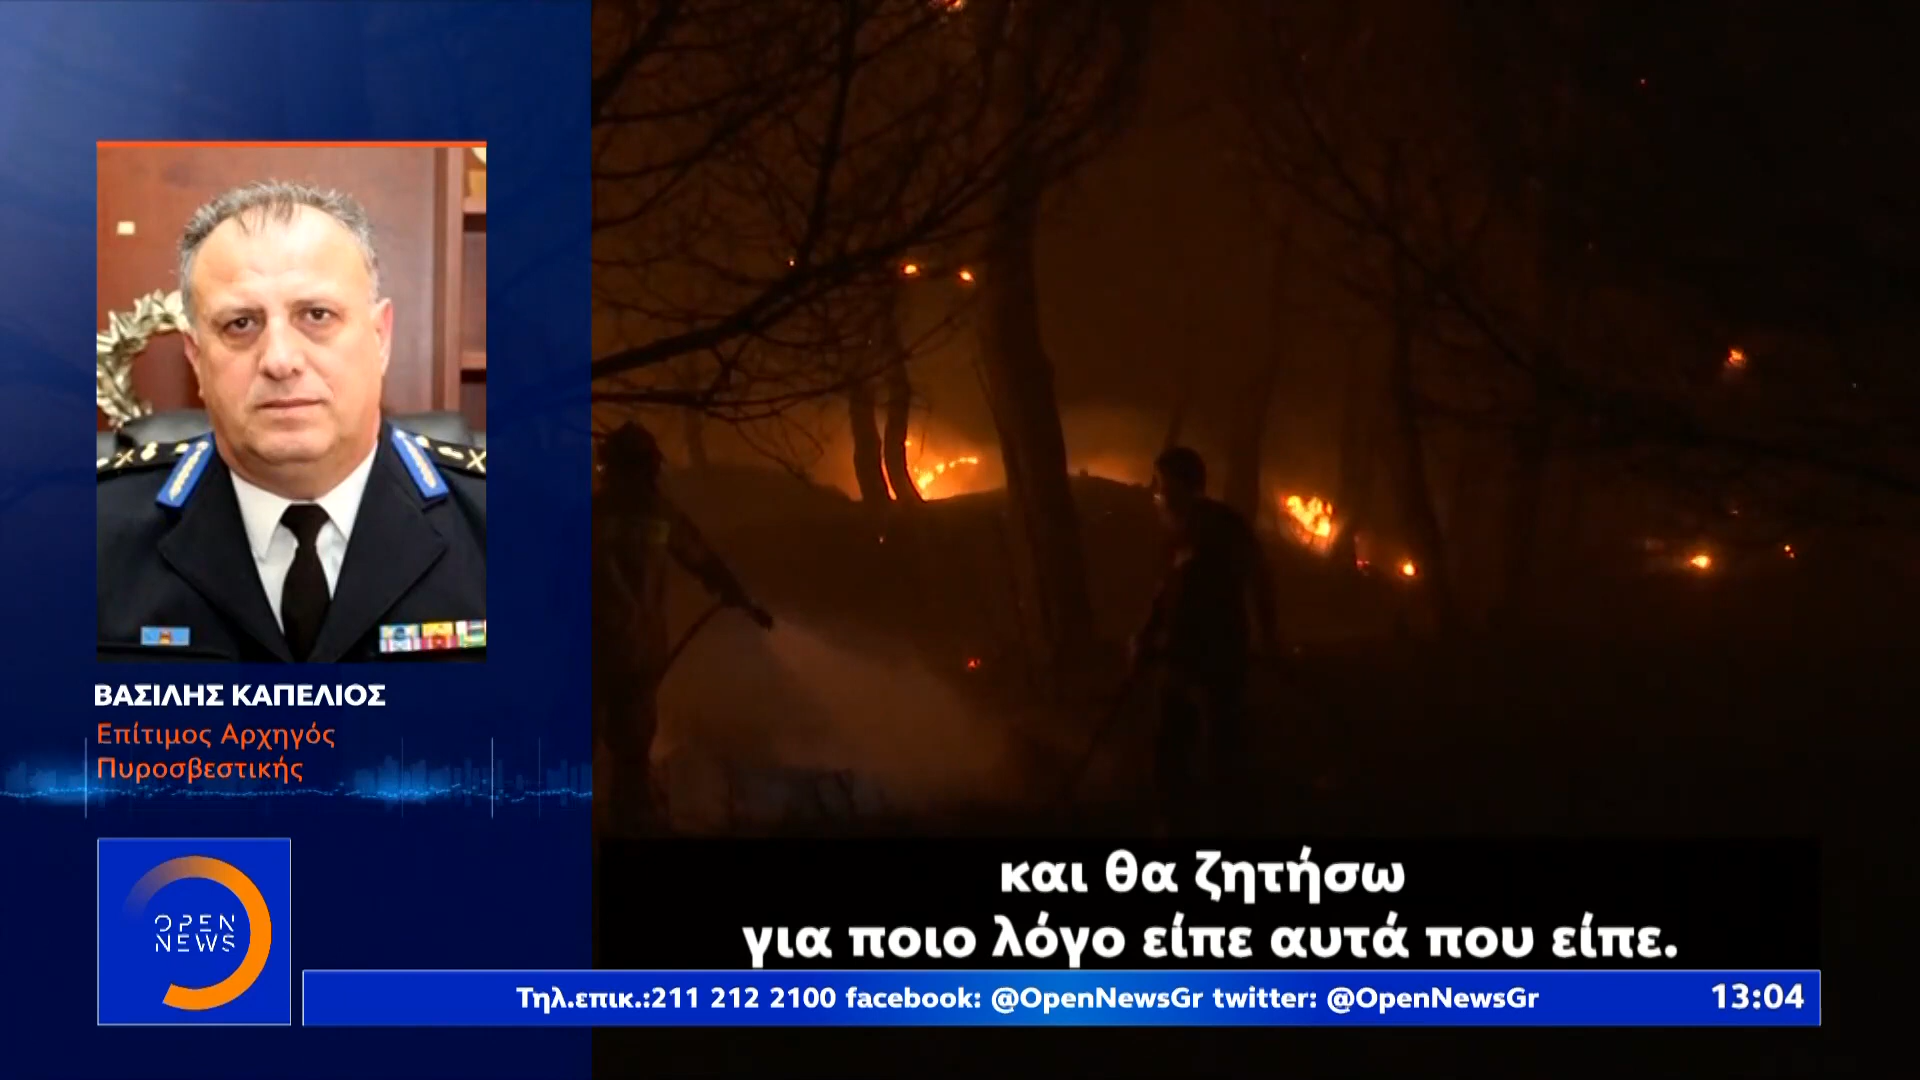 ΒΑΣΙΛΗΣ ΚΑΠΕΛΙΟΣ
Επίτιμος Αρχηγός
Πυροσβεστικής
OPEN
NEWS
και θα ζητήσω
για ποιο λόγο είπε αυτά που είπε.
Τηλ.επικ.:211 212 2100 facebook: @OpenNewsGr twitter: @OpenNewsGr
13:04